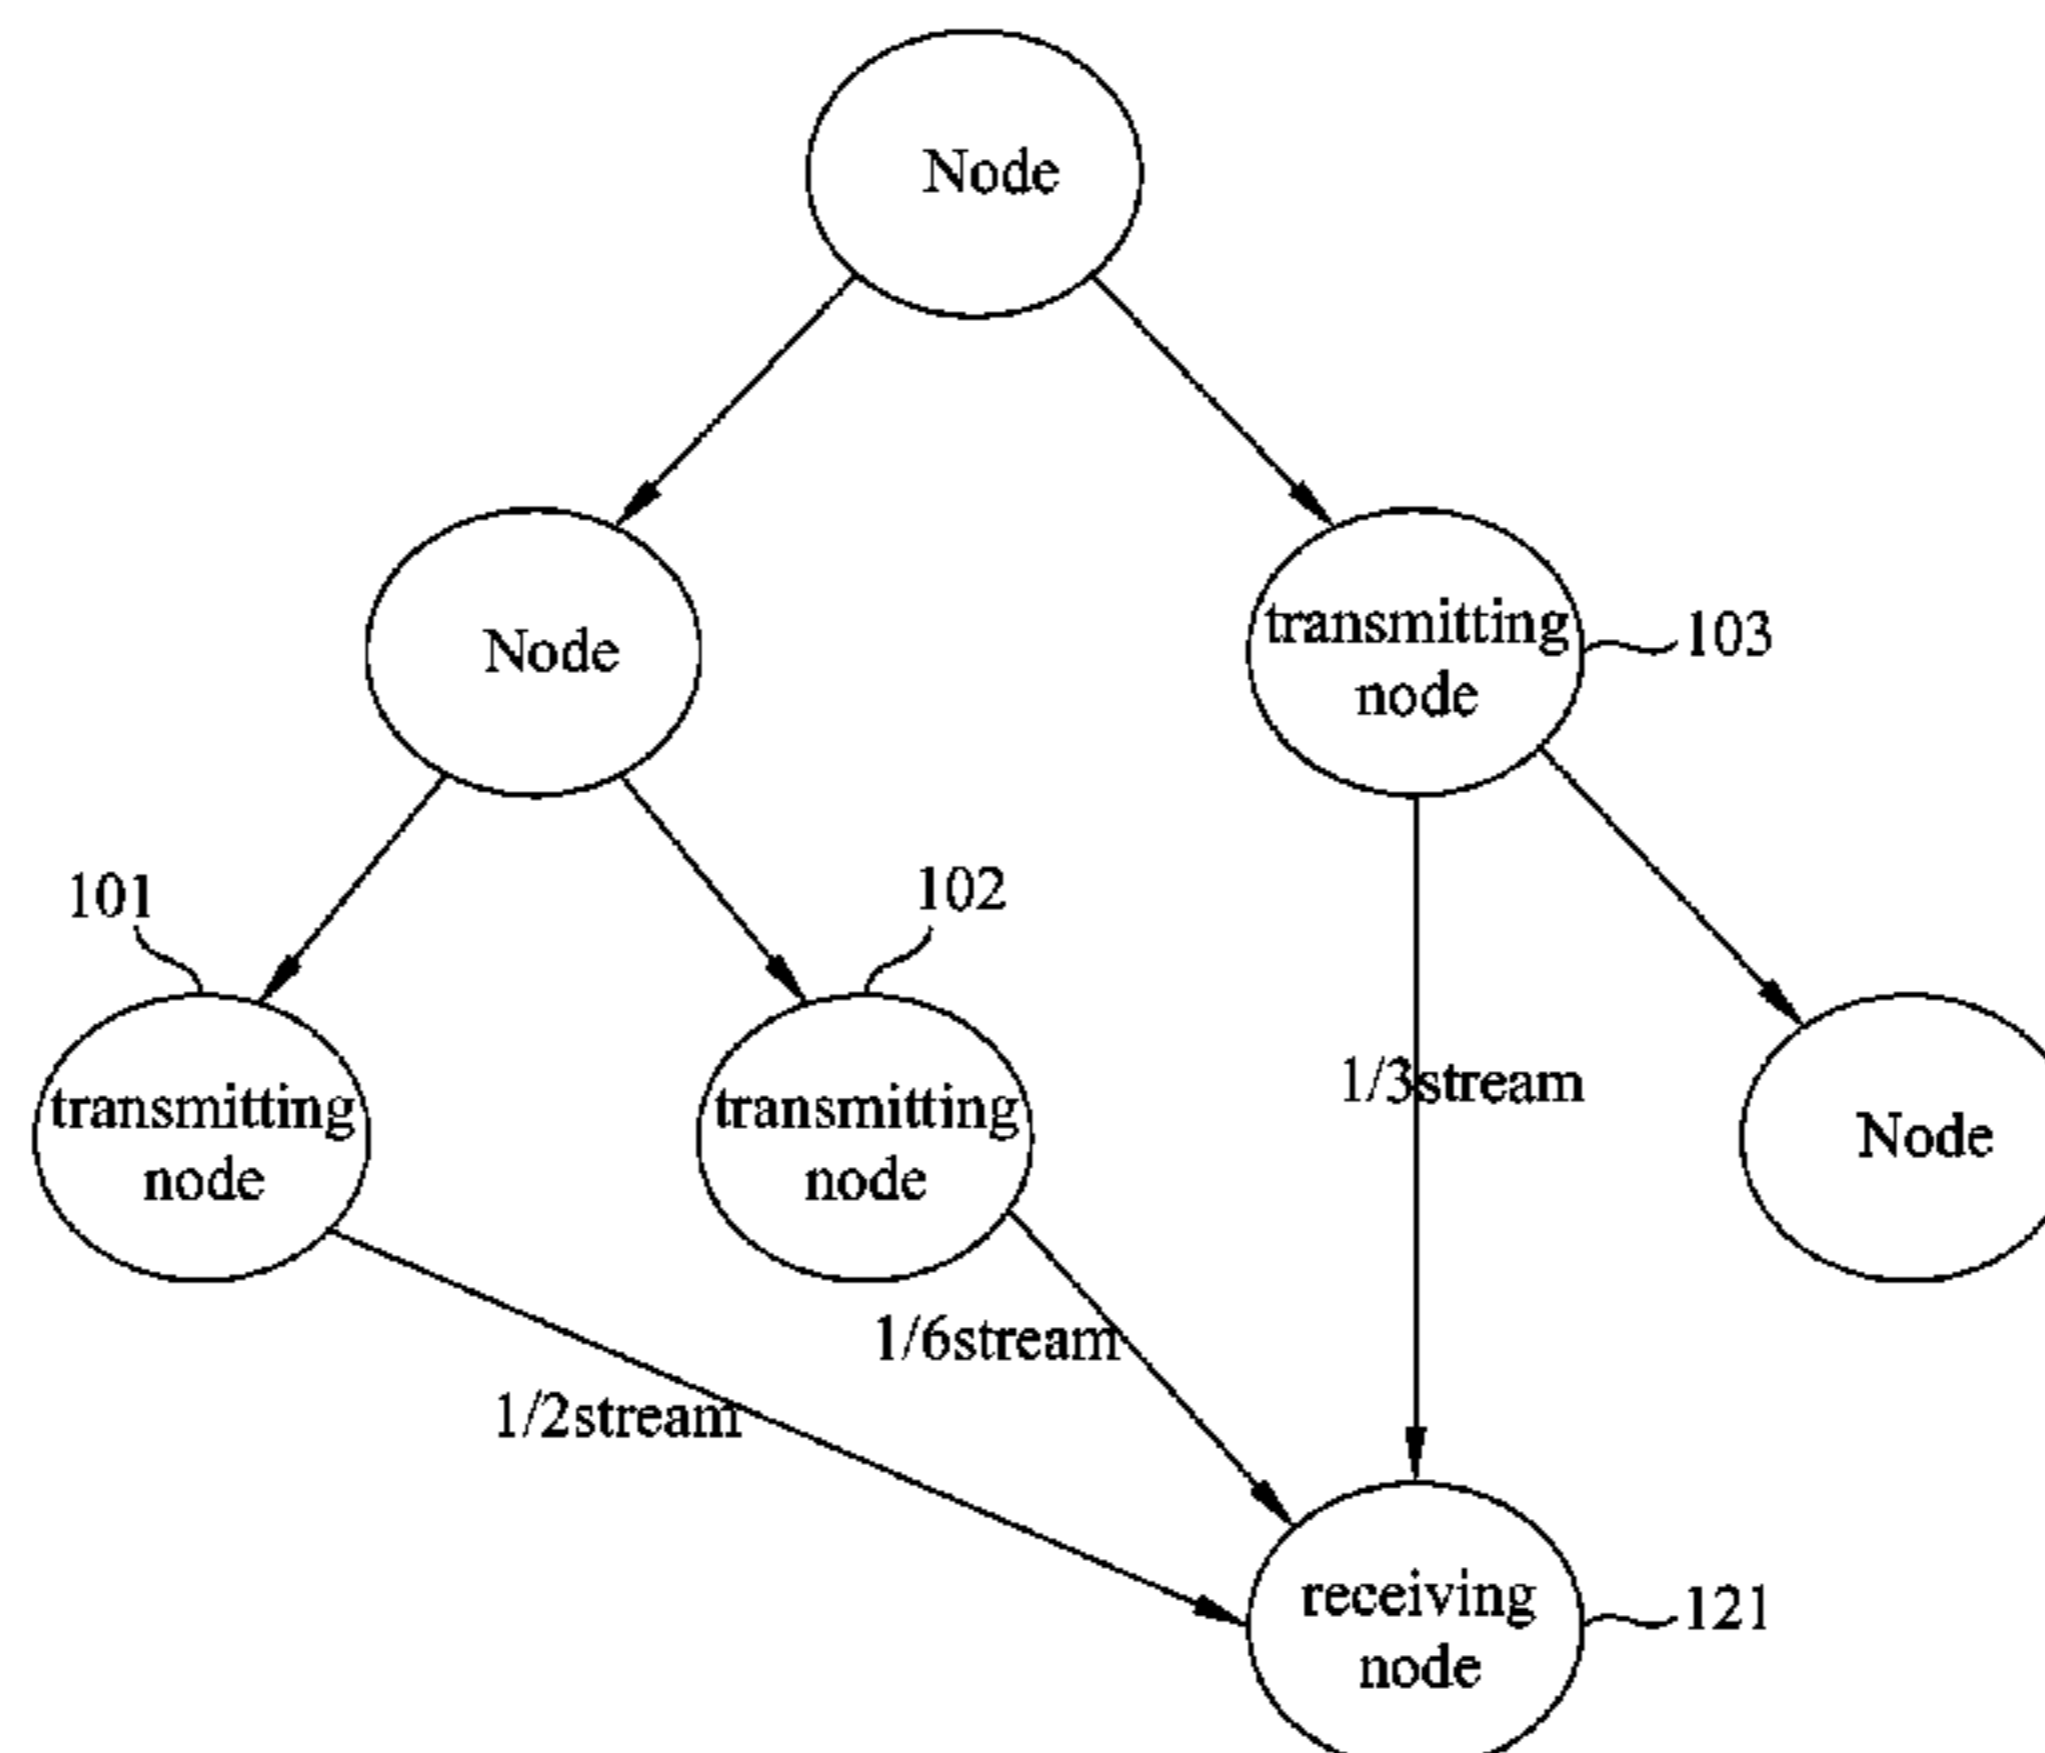 Node
Node
transmitting
node
103
101
102
transmitting
node
transmitting
node
1/3stream
Node
1/6stream
1/2stream
receiving
node
121